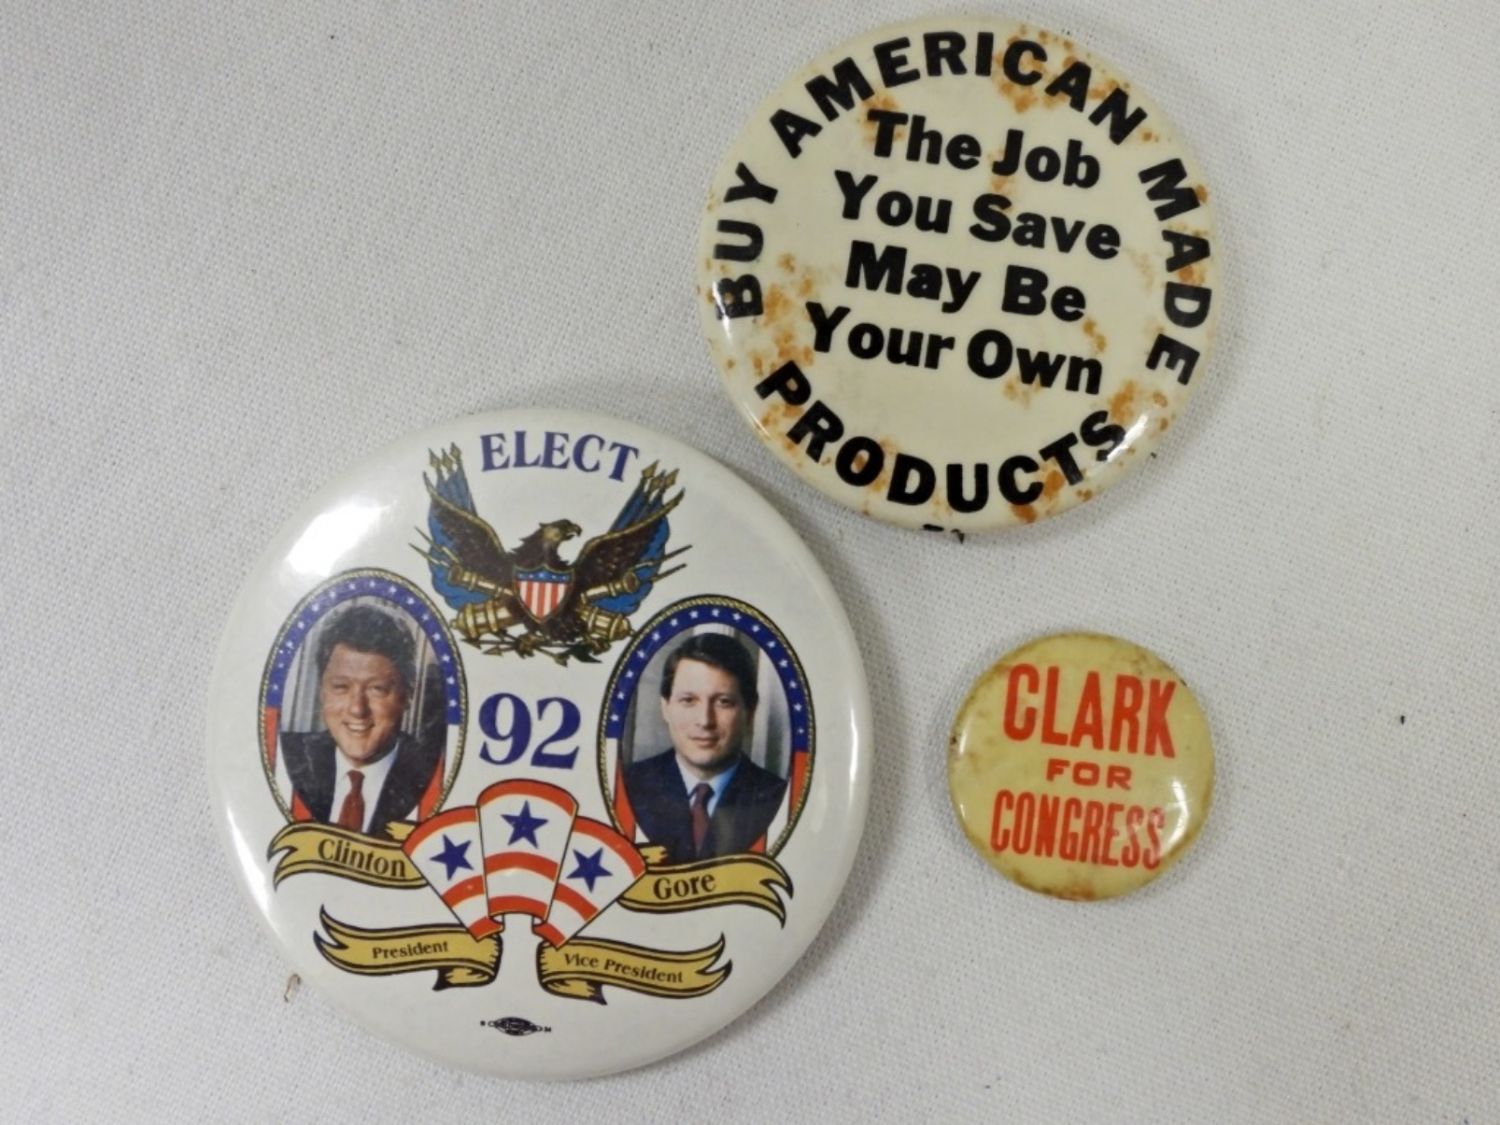 BUY AMERICAN MADE PRODUCTS
The Job
You Save
May Be
Your Own
ELECT
92
Clinton
Gore
President
Vice President
CLARK
FOR
CONGRESS